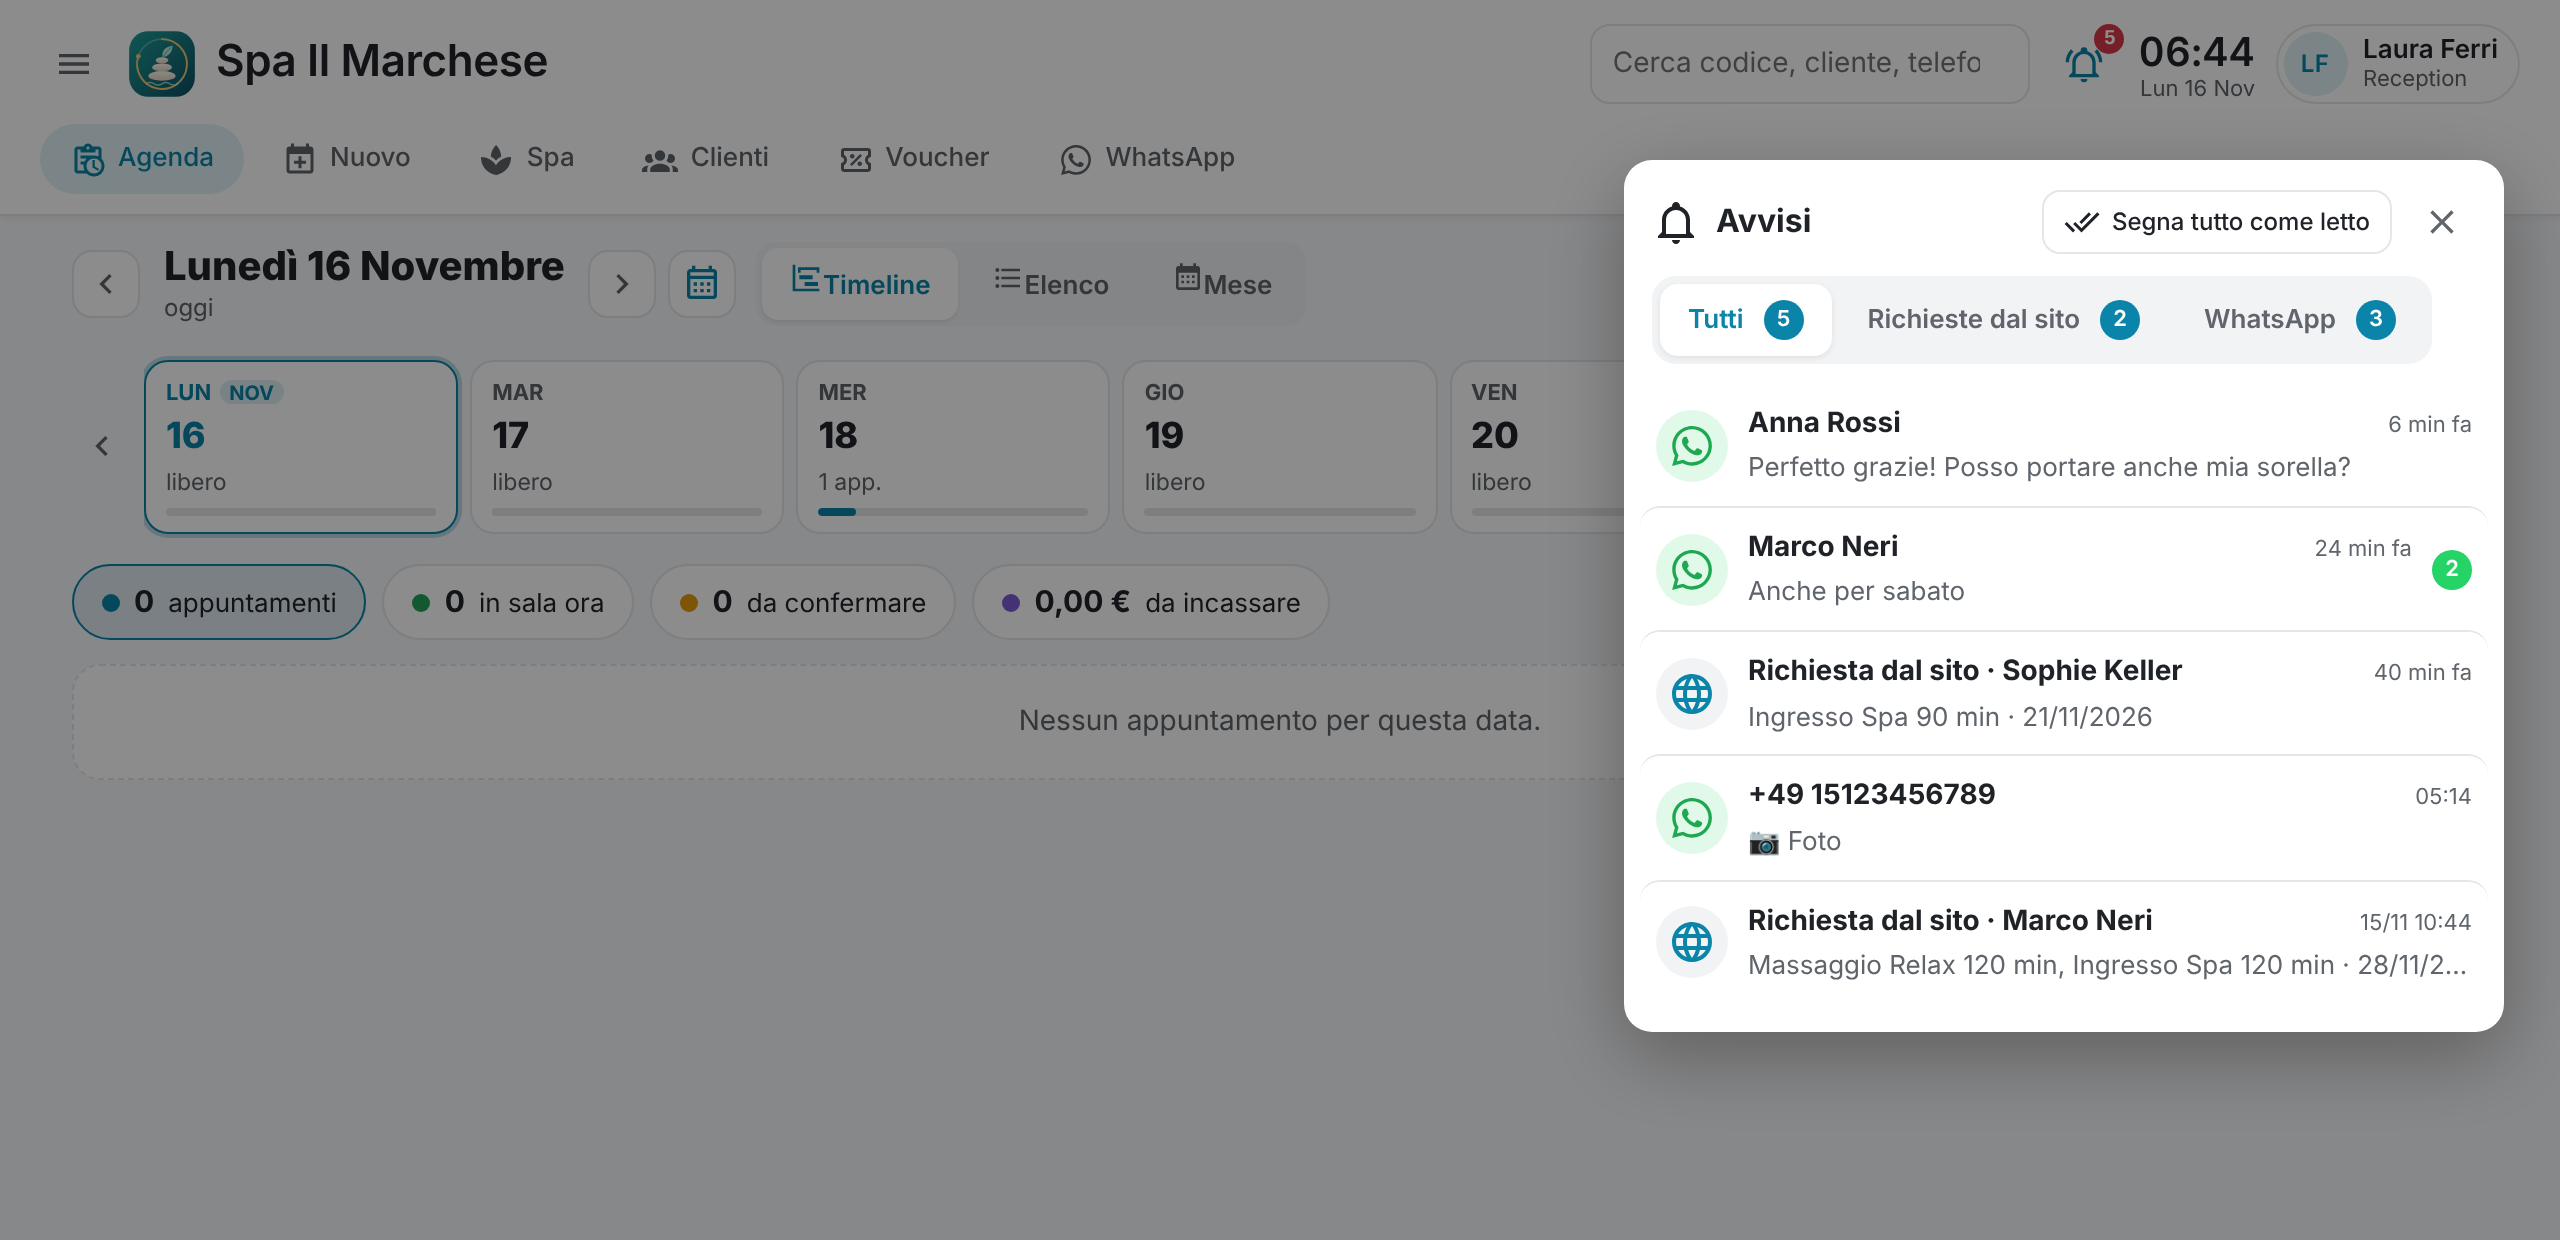 Spa Il Marchese
Cerca codice, cliente, telefo
5
06:44
Lun 16 Nov
LF
Laura Ferri
Reception
Agenda
Nuovo
Spa
Clienti
Voucher
WhatsApp
Lunedì 16 Novembre
oggi
Timeline
Elenco
Mese
LUN NOV
16
libero
MAR
17
libero
MER
18
1 app.
GIO
19
libero
VEN
20
libero
0 appuntamenti
0 in sala ora
0 da confermare
0,00 € da incassare
Nessun appuntamento per questa data.
Avvisi
Segna tutto come letto
Tutti 5
Richieste dal sito 2
WhatsApp 3
Anna Rossi
6 min fa
Perfetto grazie! Posso portare anche mia sorella?
Marco Neri
24 min fa
2
Anche per sabato
Richiesta dal sito · Sophie Keller
40 min fa
Ingresso Spa 90 min · 21/11/2026
+49 15123456789
05:14
📷 Foto
Richiesta dal sito · Marco Neri
15/11 10:44
Massaggio Relax 120 min, Ingresso Spa 120 min · 28/11/2...